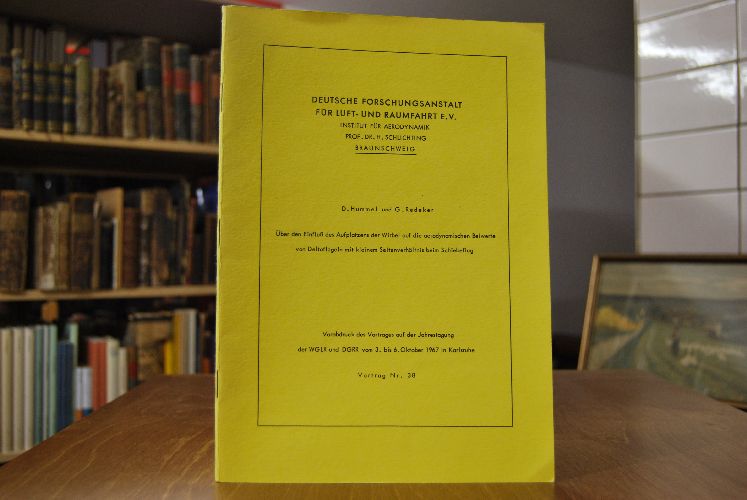 DEUTSCHE FORSCHUNGSANSTALT
FÜR LUFT- UND RAUMFAHRT E.V.
INSTITUT FÜR AERODYNAMIK
PROF. DR. H. SCHLICHTING
BRAUNSCHWEIG
D. Hummel und G. Redeker
Über den Einfluß des Aufplatzens der Wirbel auf die aerodynamischen Beiwerte
von Deltaflügeln mit kleinem Seitenverhältnis beim Schiebeflug
Vorabdruck des Vortrages auf der Jahrestagung
der WGLR und DGRR vom 3. bis 6. Oktober 1967 in Karlsruhe
Vortrag Nr. 38